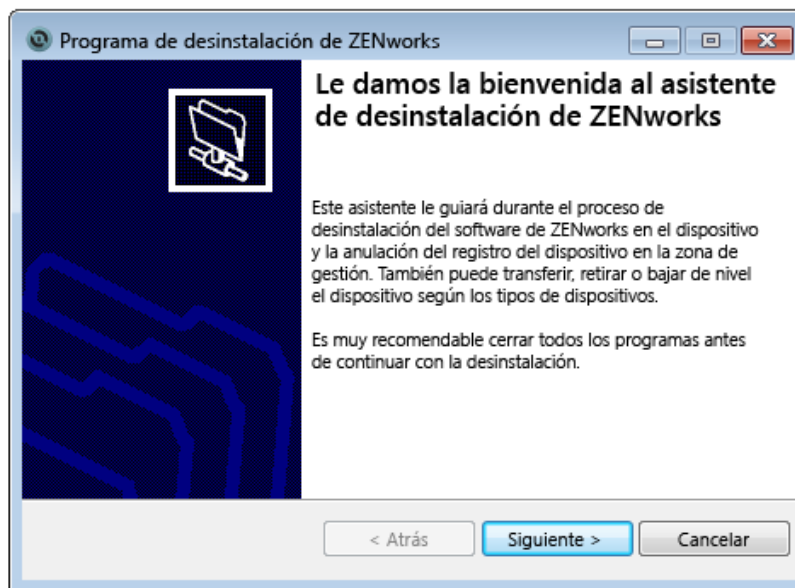 Programa de desinstalación de ZENworks
Le damos la bienvenida al asistente
de desinstalación de ZENworks
Este asistente le guiará durante el proceso de
desinstalación del software de ZENworks en el dispositivo
y la anulación del registro del dispositivo en la zona de
gestión. También puede transferir, retirar o bajar de nivel
el dispositivo según los tipos de dispositivos.
Es muy recomendable cerrar todos los programas antes
de continuar con la desinstalación.
< Atrás
Siguiente >
Cancelar